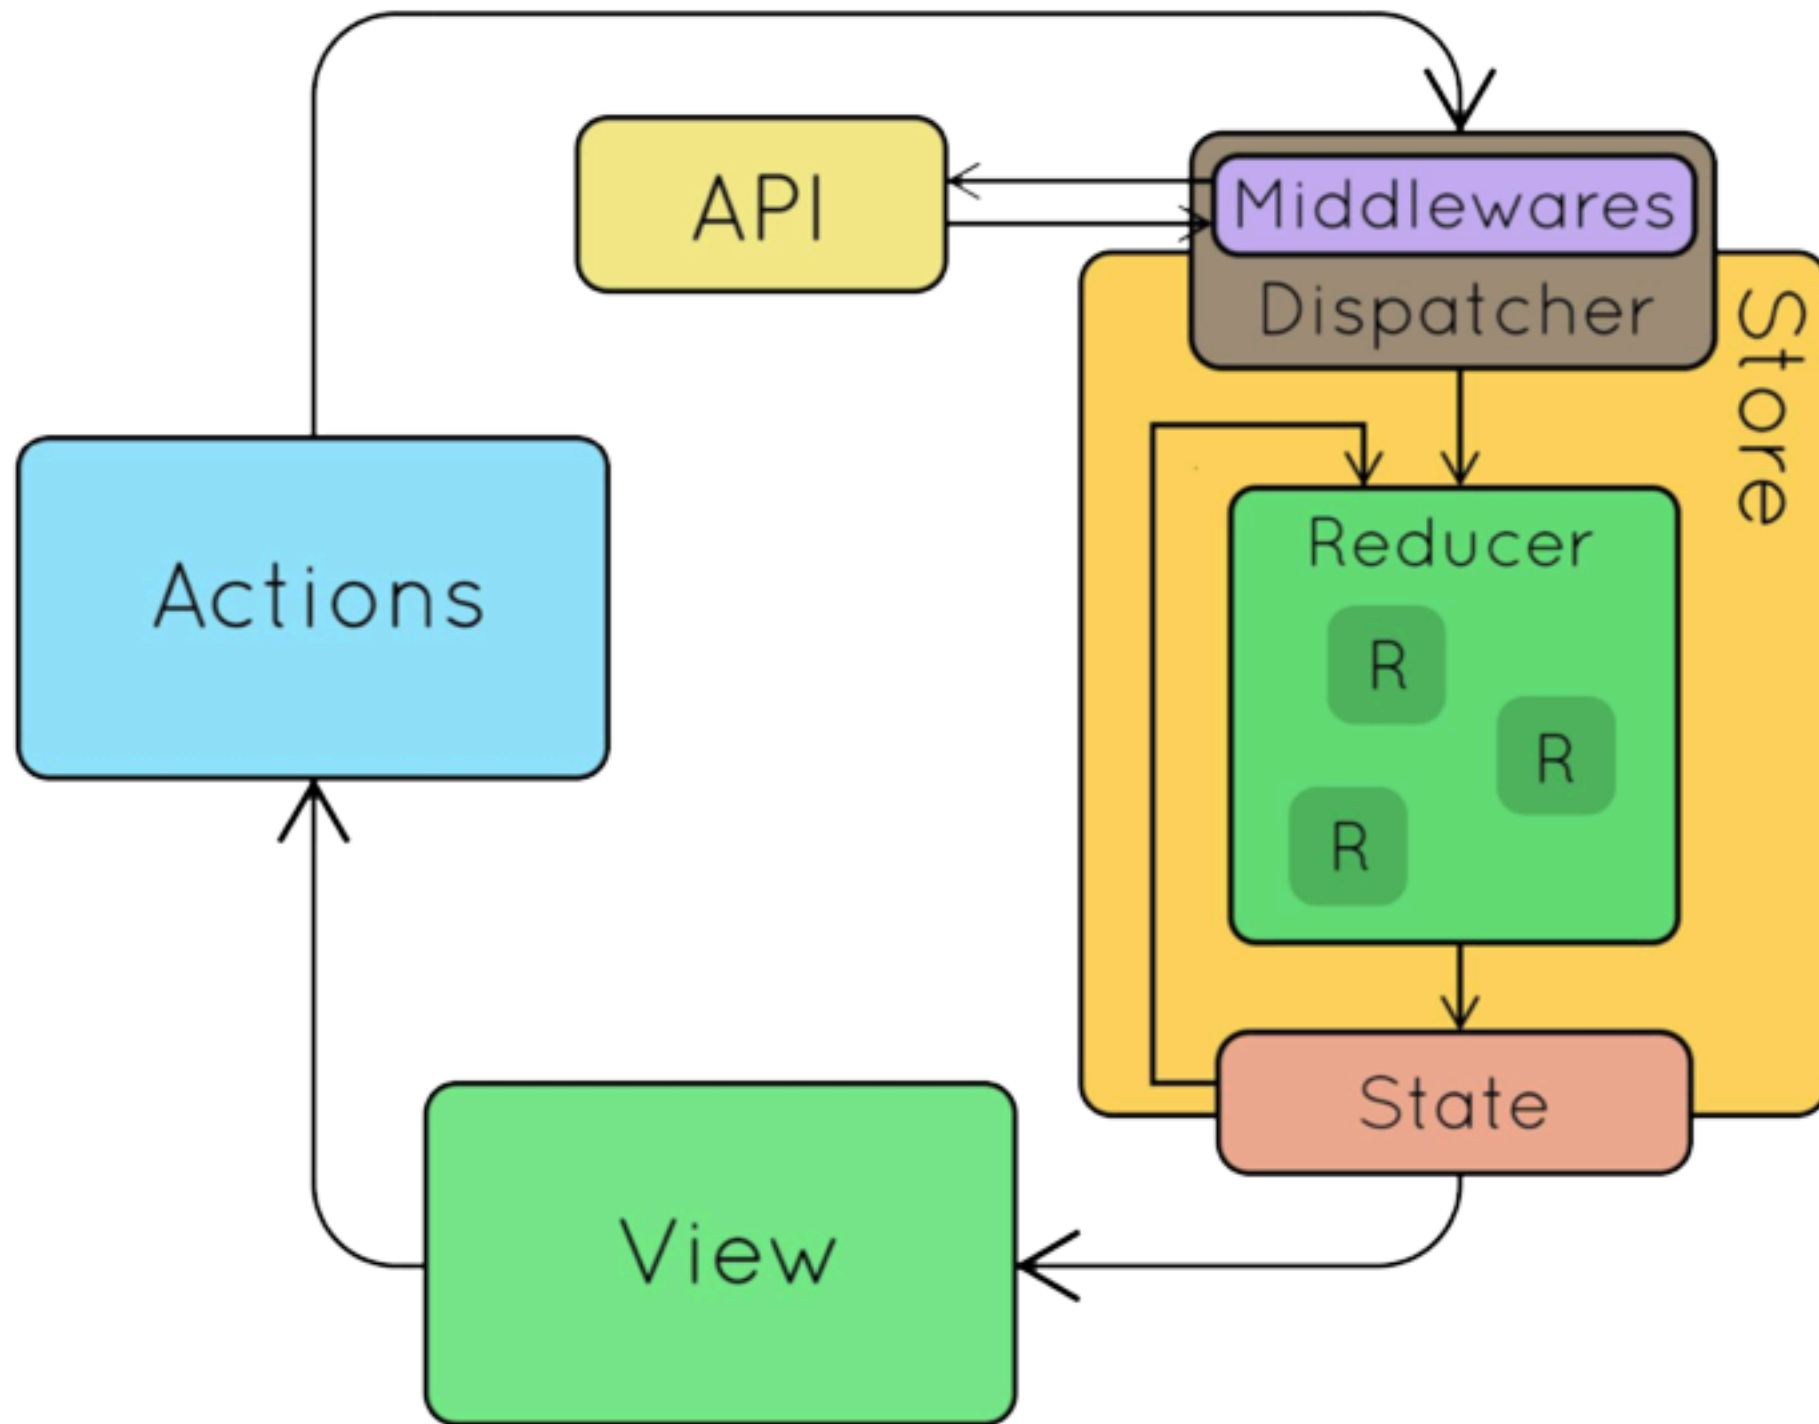 API
Middlewares
Dispatcher
Store
Actions
Reducer
R
R
R
State
View